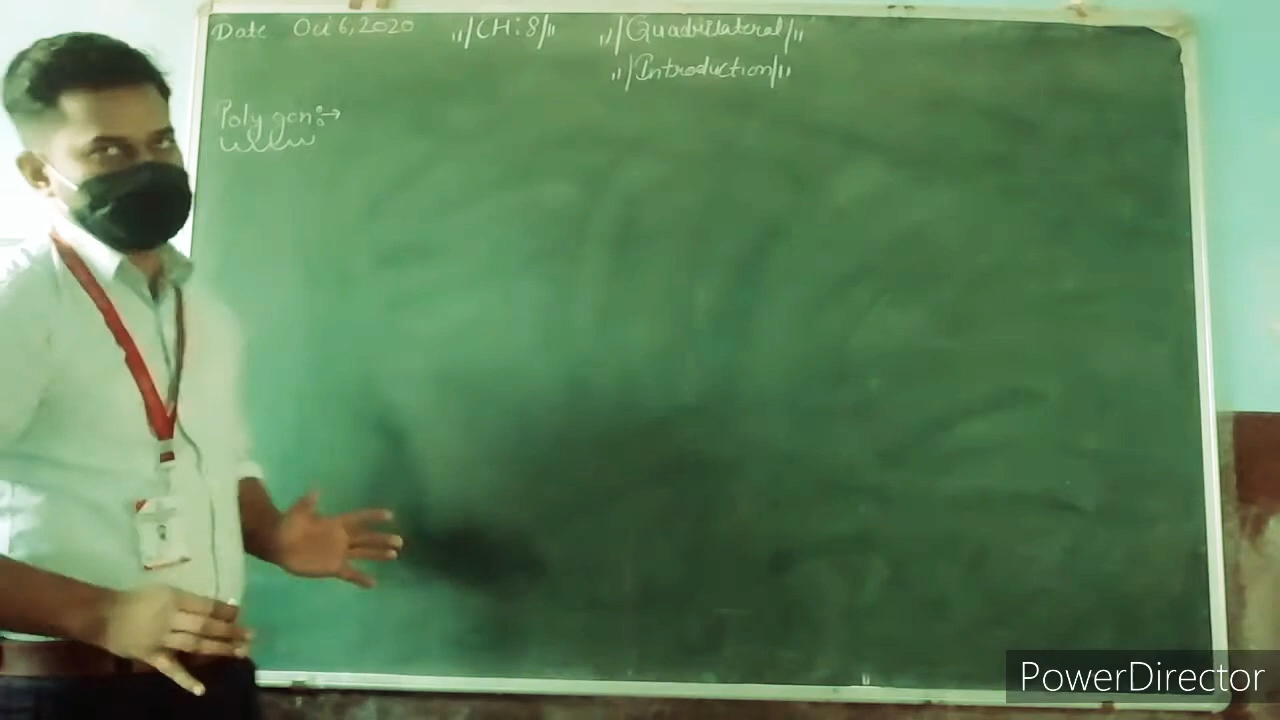 Date Oct 6, 2020 "/CH:8/" "/Quadrilateral/"
"/Introduction/"
Polygon:→
PowerDirector